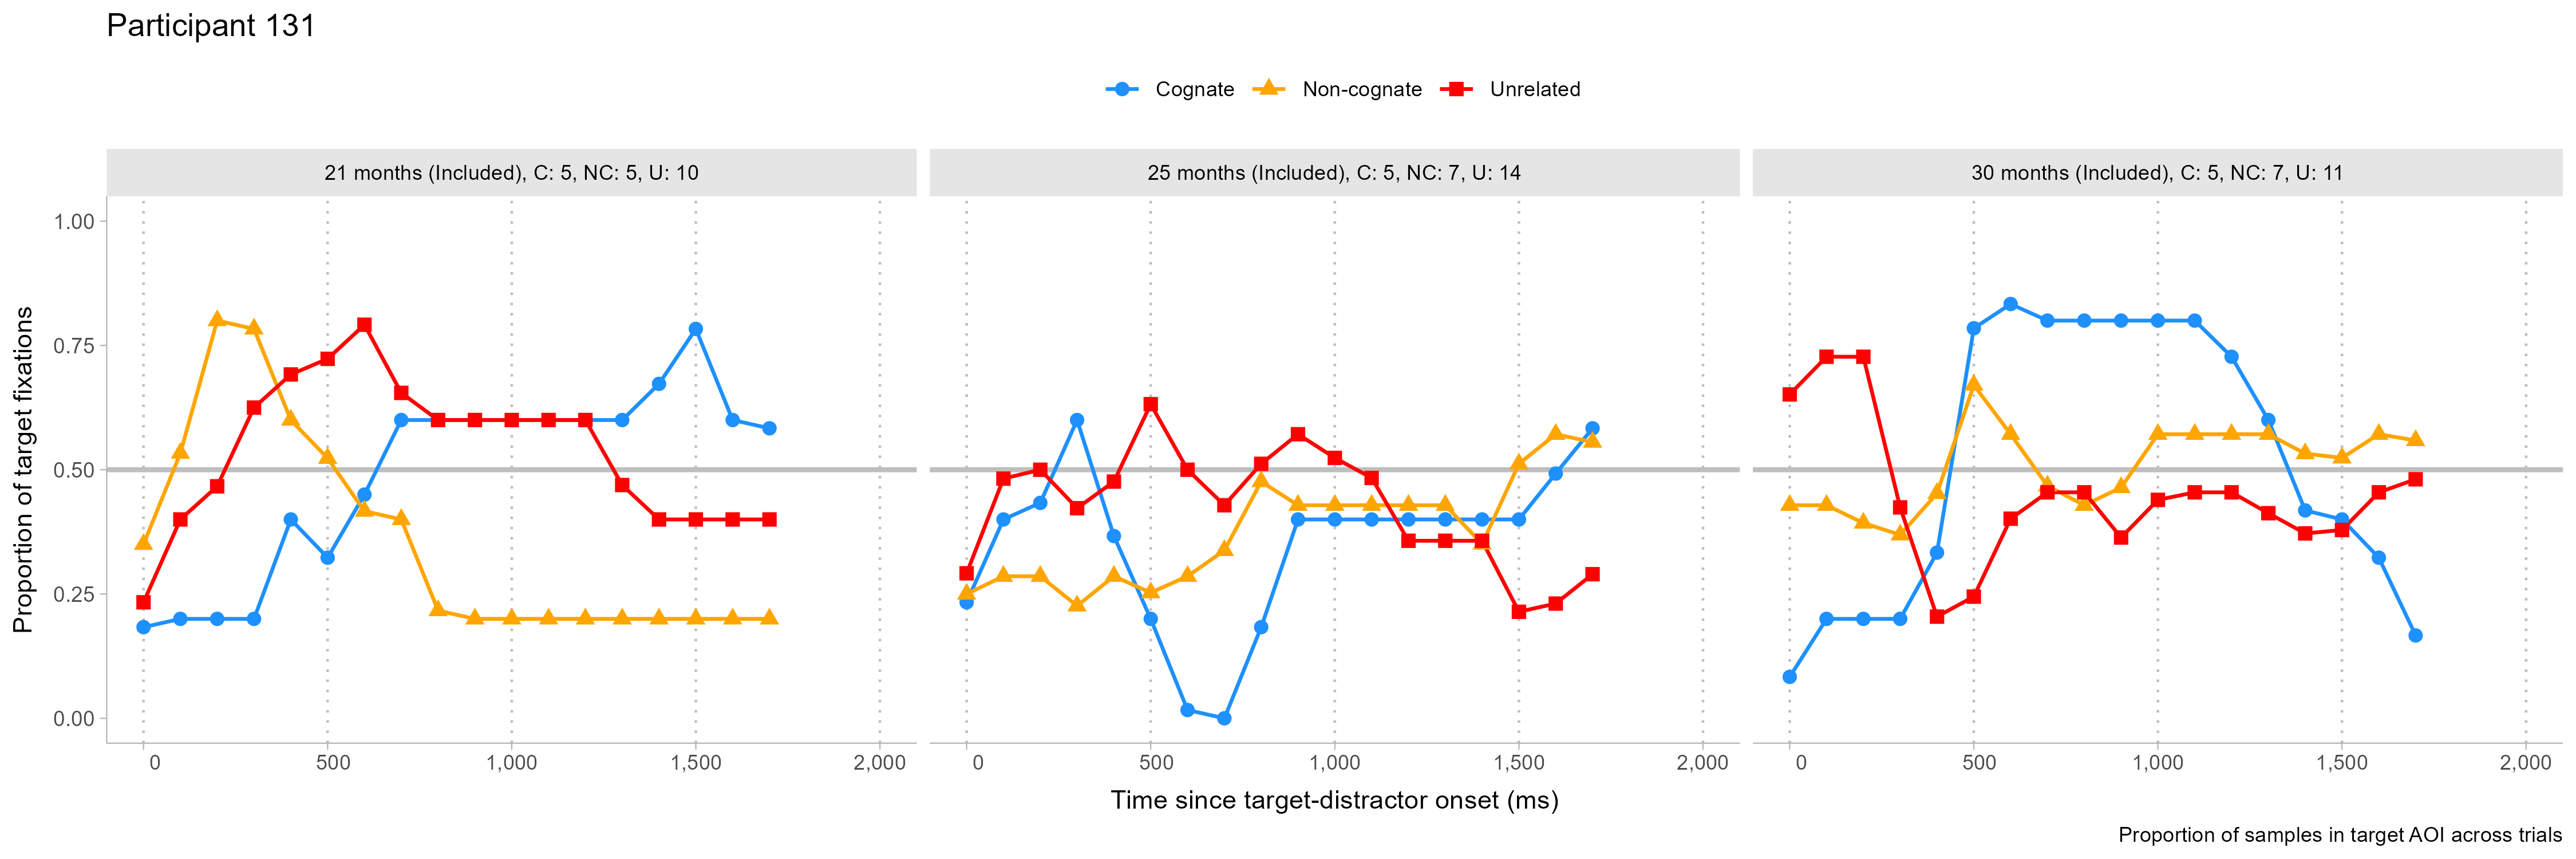 Participant 131
Cognate Non-cognate Unrelated
21 months (Included), C: 5, NC: 5, U: 10
25 months (Included), C: 5, NC: 7, U: 14
30 months (Included), C: 5, NC: 7, U: 11
Proportion of target fixations
1.00
0.75
0.50
0.25
0.00
0 500 1,000 1,500 2,000
0 500 1,000 1,500 2,000
0 500 1,000 1,500 2,000
Time since target-distractor onset (ms)
Proportion of samples in target AOI across trials